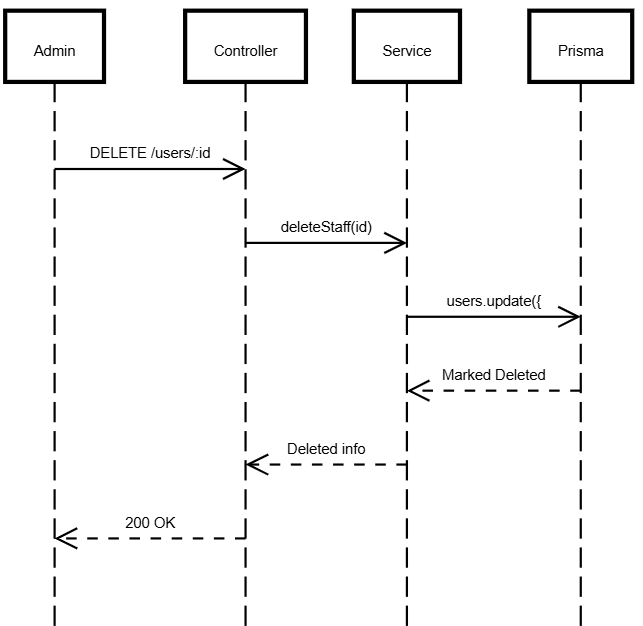 Admin
Controller
Service
Prisma
DELETE /users/:id
deleteStaff(id)
users.update({
Marked Deleted
Deleted info
200 OK